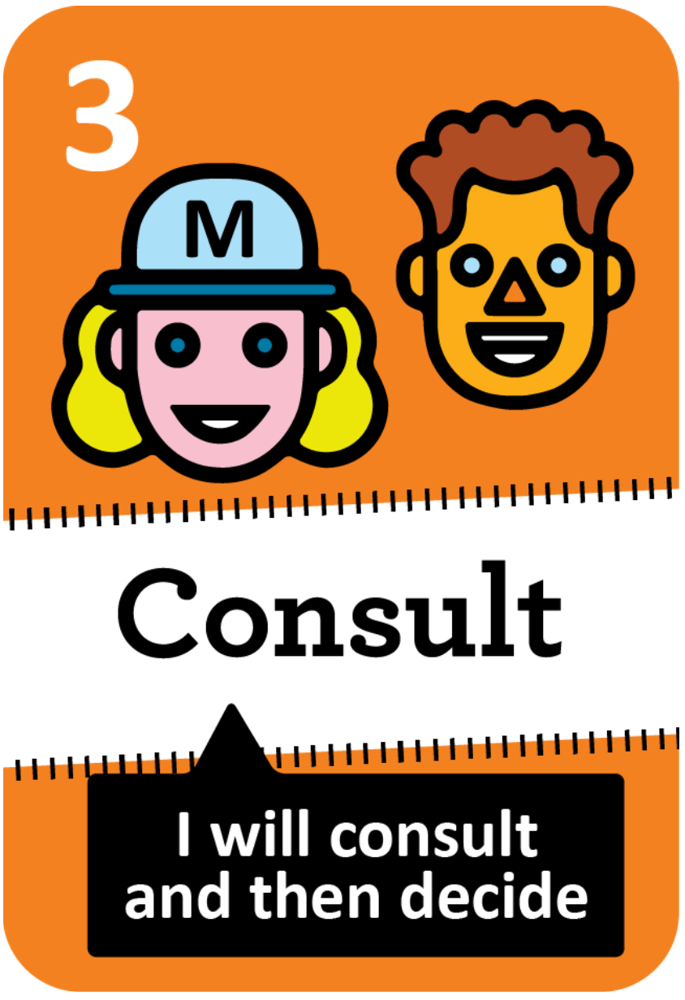 3
M
Consult
I will consult
and then decide